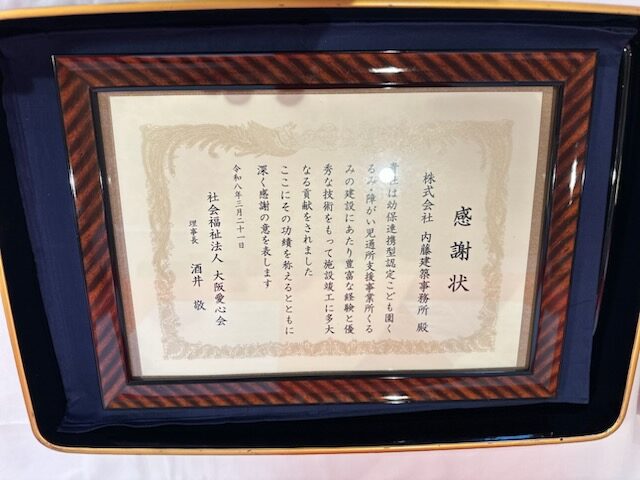 感謝状
株式会社 内藤建築事務所 殿
貴社は幼保連携型認定こども園く
るみ・障がい児通所支援事業所くる
みの建設にあたり豊富な経験と優
秀な技術をもって施設竣工に多大
なる貢献をされました
ここにその功績を称えるとともに
深く感謝の意を表します
令和八年三月二十一日
社会福祉法人 大阪愛心会
理事長 酒井 敬